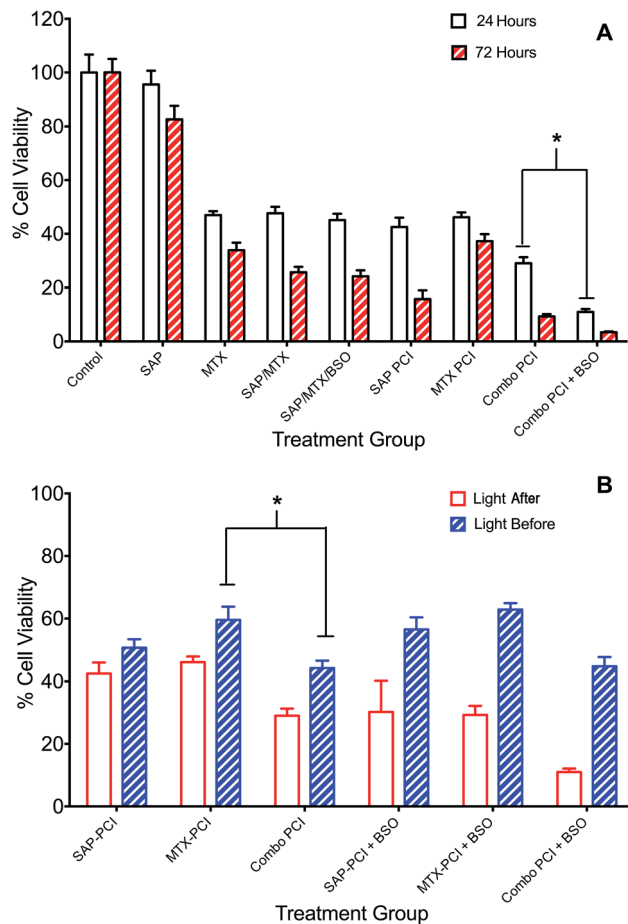 120
100
80
60
40
20
0
% Cell Viability
24 Hours
72 Hours
A
*
Control
SAP
MTX
SAP/MTX
SAP/MTX/BSO
SAP PCI
MTX PCI
Combo PCI
Combo PCI + BSO
Treatment Group
100
80
60
40
20
0
% Cell Viability
Light After
Light Before
B
*
SAP-PCI
MTX-PCI
Combo PCI
SAP-PCI + BSO
MTX-PCI + BSO
Combo PCI + BSO
Treatment Group